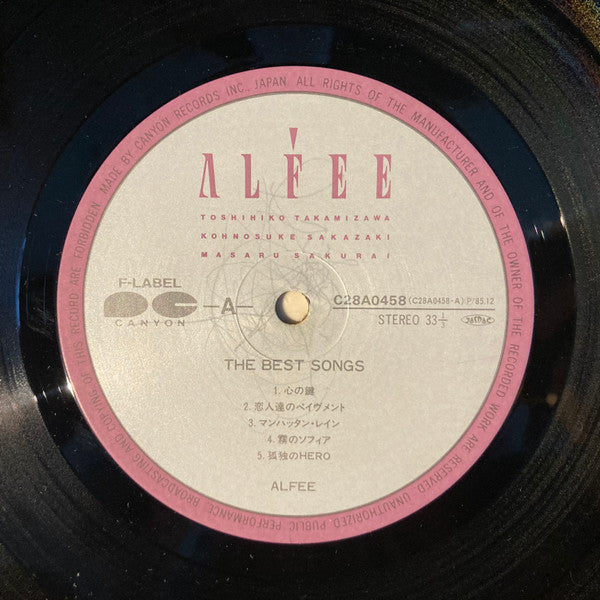 MADE BY CANYON RECORDS INC., JAPAN. ALL RIGHTS OF THE MANUFACTURER AND OF THE OWNER OF THE RECORDED WORK ARE RESERVED. UNAUTHORIZED, PUBLIC PERFORMANCE, BROADCASTING AND COPYING OF THIS RECORD ARE FORBIDDEN.
ALFEE
TOSHIHIKO TAKAMIZAWA
KOHNOSUKE SAKAZAKI
MASARU SAKURAI
F-LABEL
CANYON
-A-
C28A0458 (C28A0458-A) P/'85.12
STEREO 33⅓
JASRAC
THE BEST SONGS
1. 心の鍵
2. 恋人達のペイヴメント
3. マンハッタン・レイン
4. 霧のソフィア
5. 孤独のHERO
ALFEE